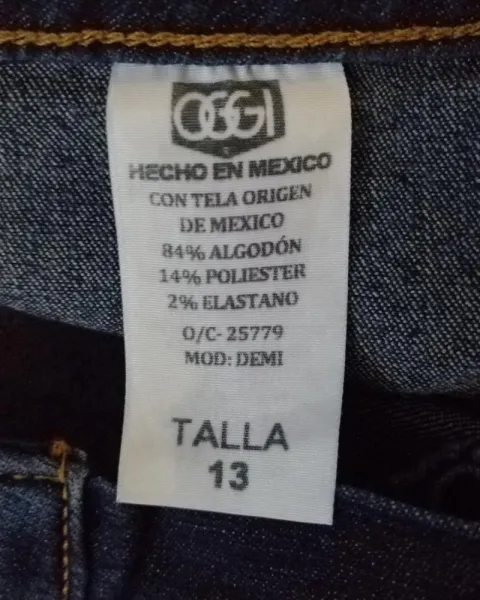 OGGI
HECHO EN MEXICO
CON TELA ORIGEN
DE MEXICO
84% ALGODÓN
14% POLIESTER
2% ELASTANO
O/C- 25779
MOD: DEMI
TALLA
13